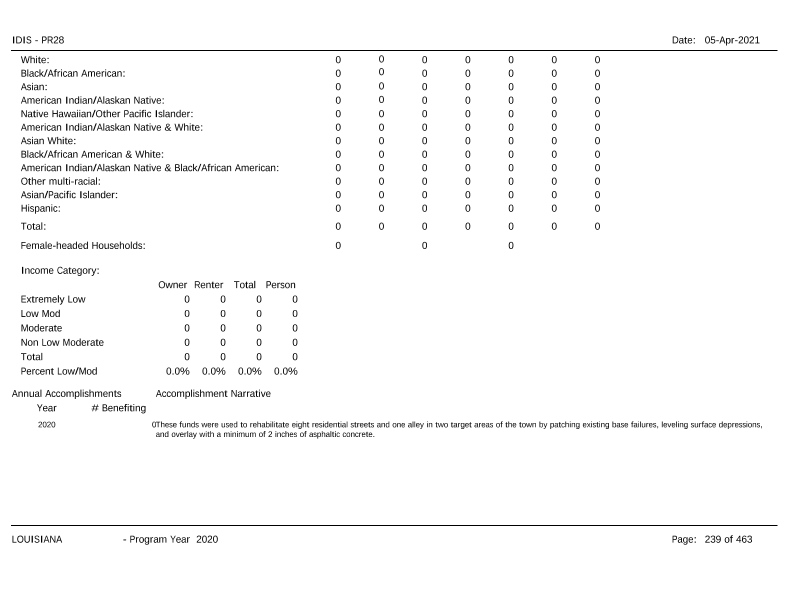 IDIS - PR28 Date: 05-Apr-2021
White: 0 0 0 0 0 0 0
Black/African American: 0 0 0 0 0 0 0
Asian: 0 0 0 0 0 0 0
American Indian/Alaskan Native: 0 0 0 0 0 0 0
Native Hawaiian/Other Pacific Islander: 0 0 0 0 0 0 0
American Indian/Alaskan Native & White: 0 0 0 0 0 0 0
Asian White: 0 0 0 0 0 0 0
Black/African American & White: 0 0 0 0 0 0 0
American Indian/Alaskan Native & Black/African American: 0 0 0 0 0 0 0
Other multi-racial: 0 0 0 0 0 0 0
Asian/Pacific Islander: 0 0 0 0 0 0 0
Hispanic: 0 0 0 0 0 0 0
Total: 0 0 0 0 0 0 0
Female-headed Households: 0 0 0
Income Category:
Owner Renter Total Person
Extremely Low 0 0 0 0
Low Mod 0 0 0 0
Moderate 0 0 0 0
Non Low Moderate 0 0 0 0
Total 0 0 0 0
Percent Low/Mod 0.0% 0.0% 0.0% 0.0%
Annual Accomplishments Accomplishment Narrative
Year # Benefiting
2020 0These funds were used to rehabilitate eight residential streets and one alley in two target areas of the town by patching existing base failures, leveling surface depressions,
and overlay with a minimum of 2 inches of asphaltic concrete.
LOUISIANA - Program Year 2020 Page: 239 of 463